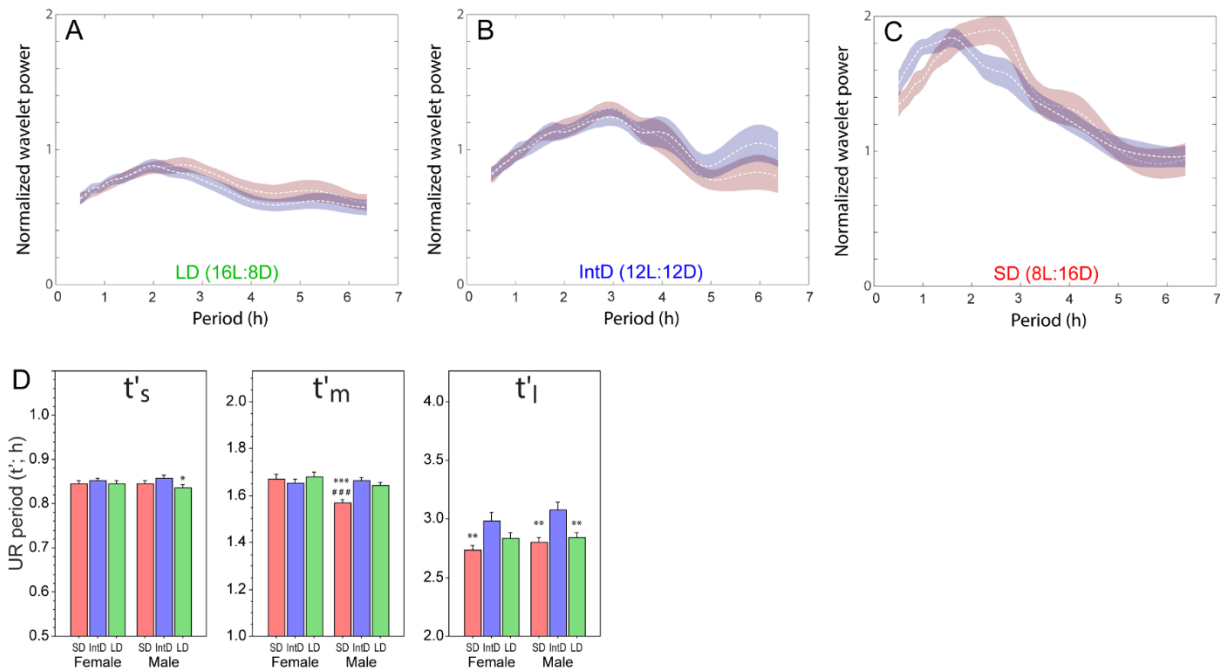 A
Normalized wavelet power
2
1
0
0 1 2 3 4 5 6 7
Period (h)
LD (16L:8D)
B
Normalized wavelet power
2
1
0
0 1 2 3 4 5 6 7
Period (h)
IntD (12L:12D)
C
Normalized wavelet power
2
1
0
0 1 2 3 4 5 6 7
Period (h)
SD (8L:16D)
D
UR period (t'; h)
t's
1.0
0.9
0.8
0.7
0.6
0.5
*
SD IntD LD SD IntD LD
Female Male
t'm
2.0
1.8
1.6
1.4
1.2
1.0
***
###
SD IntD LD SD IntD LD
Female Male
t'l
4.0
3.5
3.0
2.5
2.0
** ** **
SD IntD LD SD IntD LD
Female Male